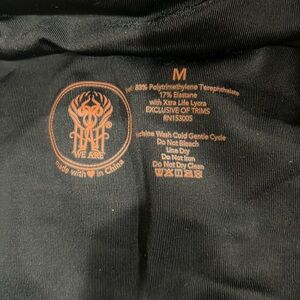 M
83% Polytrimethylene Terephthalate
17% Elastane
with Xtra Life Lycra
EXCLUSIVE OF TRIMS
RN153005
Wash Cold Gentle Cycle
Do Not Bleach
Line Dry
Do Not Iron
Do Not Dry Clean
WE ARE
made with ❤ in China